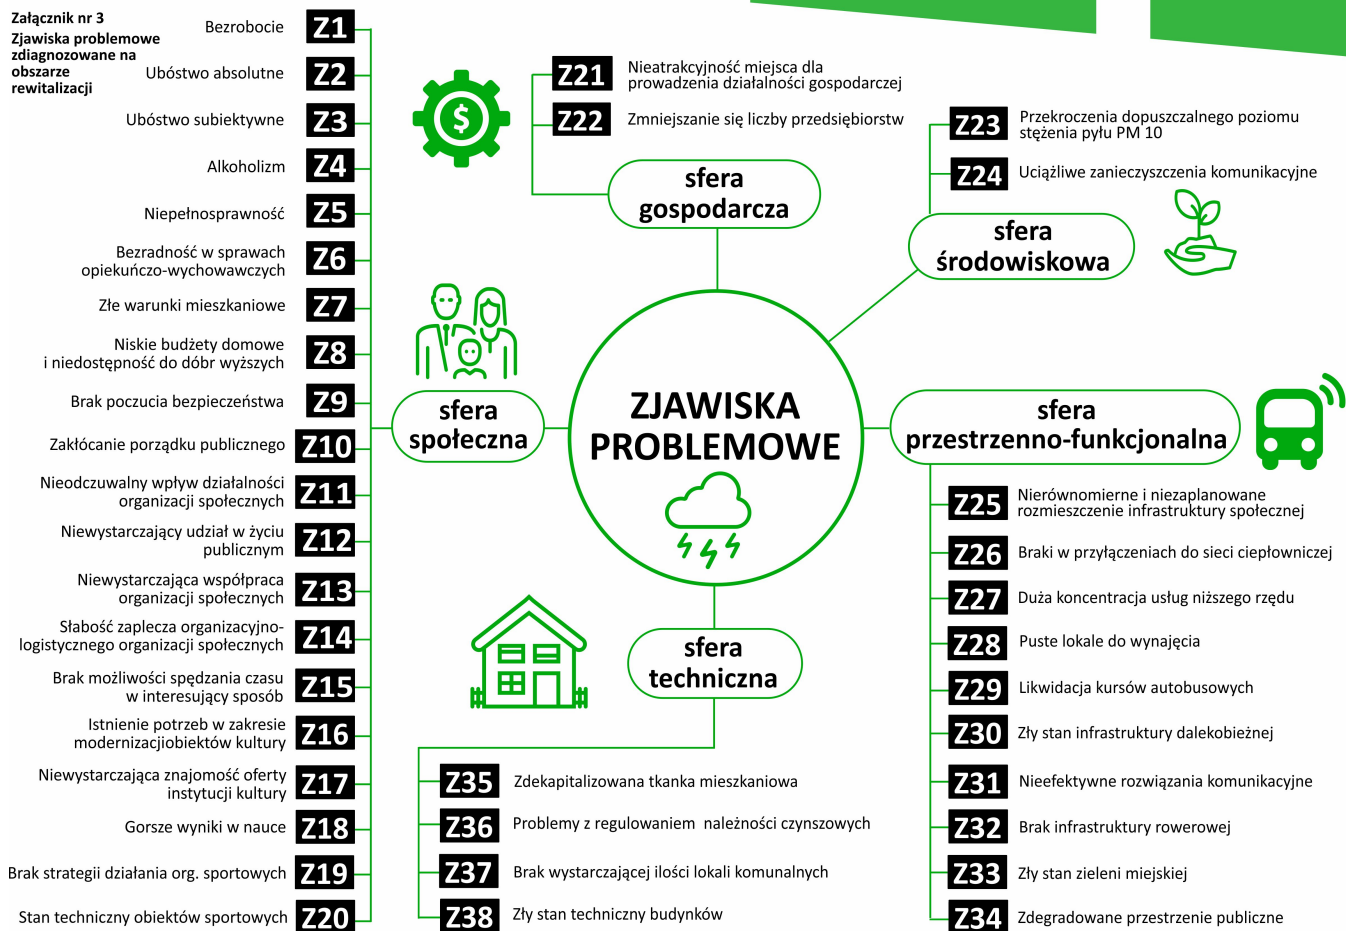 Załącznik nr 3
Zjawiska problemowe
zdiagnozowane na
obszarze
rewitalizacji
Bezrobocie Z1
Ubóstwo absolutne Z2
Ubóstwo subiektywne Z3
Alkoholizm Z4
Niepełnosprawność Z5
Bezradność w sprawach
opiekuńczo-wychowawczych Z6
Złe warunki mieszkaniowe Z7
Niskie budżety domowe
i niedostępność do dóbr wyższych Z8
Brak poczucia bezpieczeństwa Z9
Zakłócanie porządku publicznego Z10
Nieodczuwalny wpływ działalności
organizacji społecznych Z11
Niewystarczający udział w życiu
publicznym Z12
Niewystarczająca współpraca
organizacji społecznych Z13
Słabość zaplecza organizacyjno-
logistycznego organizacji społecznych Z14
Brak możliwości spędzania czasu
w interesujący sposób Z15
Istnienie potrzeb w zakresie
modernizacjiobiektów kultury Z16
Niewystarczająca znajomość oferty
instytucji kultury Z17
Gorsze wyniki w nauce Z18
Brak strategii działania org. sportowych Z19
Stan techniczny obiektów sportowych Z20
sfera
społeczna
$
Z21 Nieatrakcyjność miejsca dla
prowadzenia działalności gospodarczej
Z22 Zmniejszanie się liczby przedsiębiorstw
sfera
gospodarcza
Z23 Przekroczenia dopuszczalnego poziomu
stężenia pyłu PM 10
Z24 Uciążliwe zanieczyszczenia komunikacyjne
sfera
środowiskowa
ZJAWISKA
PROBLEMOWE
sfera
przestrzenno-funkcjonalna
Z25 Nierównomierne i niezaplanowane
rozmieszczenie infrastruktury społecznej
Z26 Braki w przyłączeniach do sieci ciepłowniczej
Z27 Duża koncentracja usług niższego rzędu
Z28 Puste lokale do wynajęcia
Z29 Likwidacja kursów autobusowych
Z30 Zły stan infrastruktury dalekobieżnej
Z31 Nieefektywne rozwiązania komunikacyjne
Z32 Brak infrastruktury rowerowej
Z33 Zły stan zieleni miejskiej
Z34 Zdegradowane przestrzenie publiczne
sfera
techniczna
Z35 Zdekapitalizowana tkanka mieszkaniowa
Z36 Problemy z regulowaniem należności czynszowych
Z37 Brak wystarczającej ilości lokali komunalnych
Z38 Zły stan techniczny budynków